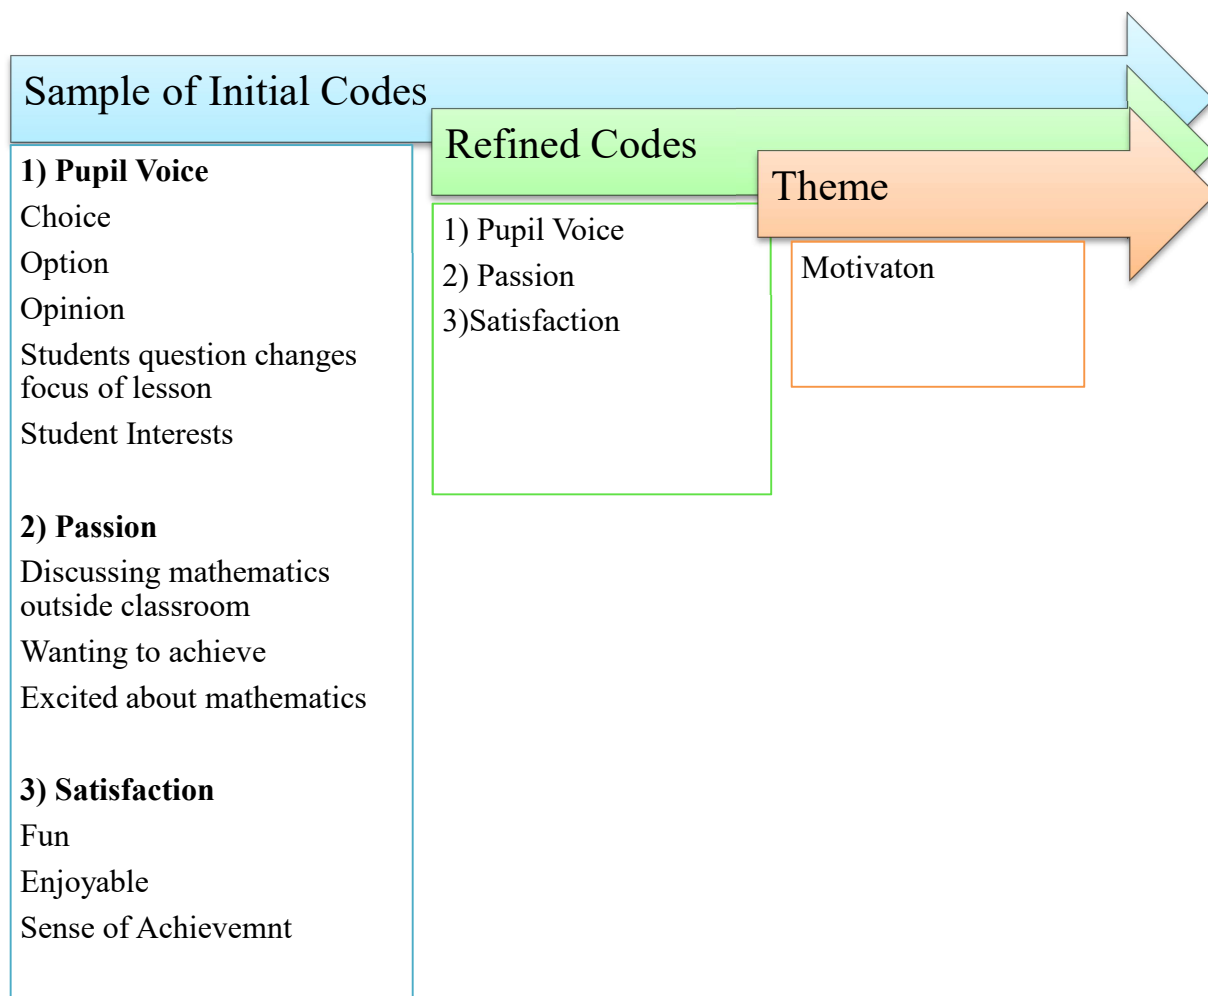 Sample of Initial Codes
1) Pupil Voice
Choice
Option
Opinion
Students question changes
focus of lesson
Student Interests
2) Passion
Discussing mathematics
outside classroom
Wanting to achieve
Excited about mathematics
3) Satisfaction
Fun
Enjoyable
Sense of Achievemnt
Refined Codes
1) Pupil Voice
2) Passion
3)Satisfaction
Theme
Motivaton